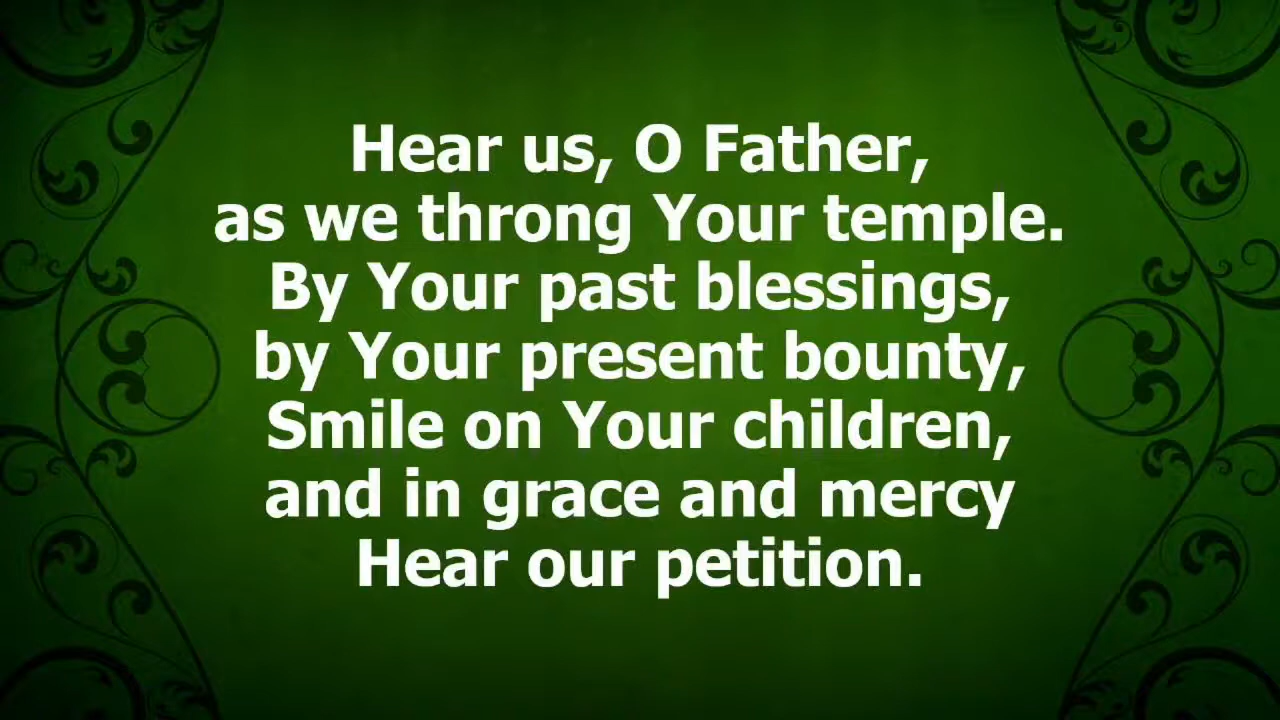 Hear us, O Father,
as we throng Your temple.
By Your past blessings,
by Your present bounty,
Smile on Your children,
and in grace and mercy
Hear our petition.